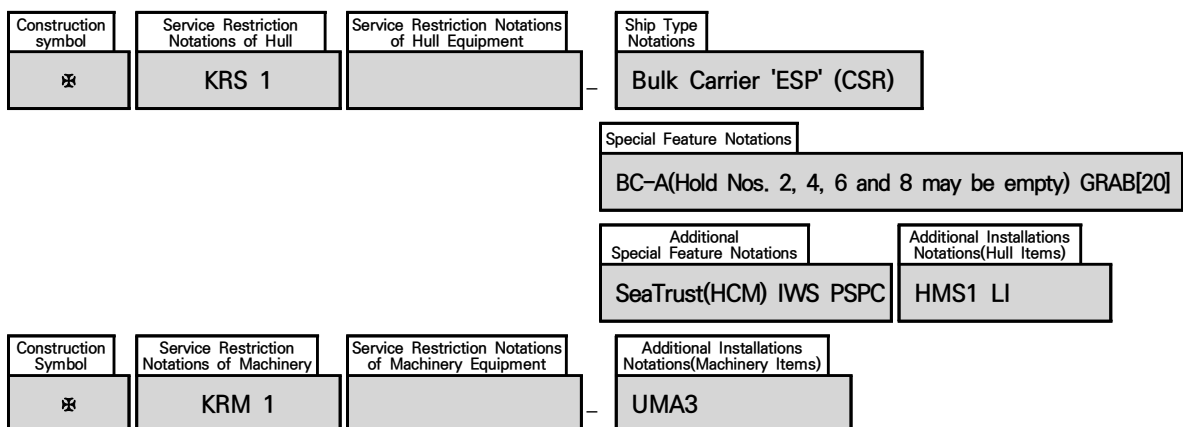 Construction symbol
Service Restriction Notations of Hull
Service Restriction Notations of Hull Equipment
Ship Type Notations
✠ KRS 1 – Bulk Carrier 'ESP' (CSR)
Special Feature Notations
BC-A(Hold Nos. 2, 4, 6 and 8 may be empty) GRAB[20]
Additional Special Feature Notations
Additional Installations Notations(Hull Items)
SeaTrust(HCM) IWS PSPC HMS1 LI
Construction Symbol
Service Restriction Notations of Machinery
Service Restriction Notations of Machinery Equipment
Additional Installations Notations(Machinery Items)
✠ KRM 1 – UMA3